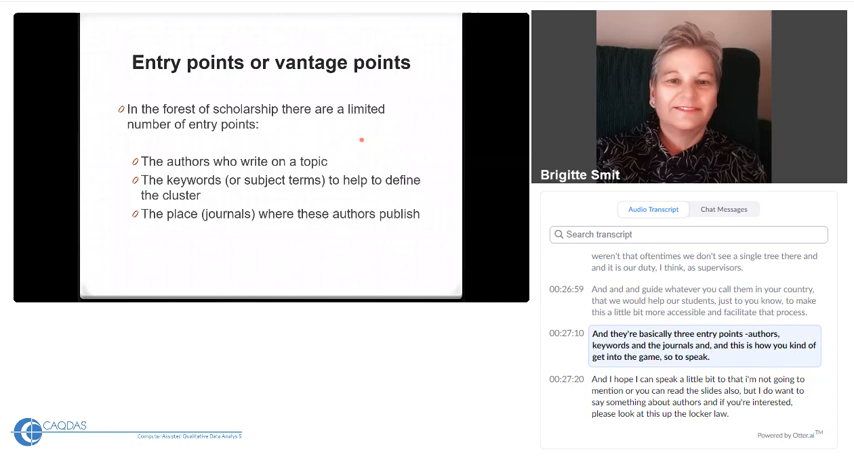 Entry points or vantage points
In the forest of scholarship there are a limited
number of entry points:
The authors who write on a topic
The keywords (or subject terms) to help to define
the cluster
The place (journals) where these authors publish
Brigitte Smit
Audio Transcript
Chat Messages
Search transcript
weren't that oftentimes we don't see a single tree there and
and it is our duty, I think, as supervisors.
00:26:59
And and and guide whatever you call them in your country,
that we would help our students, just to you know, to make
this a little bit more accessible and facilitate that process.
00:27:10
And they're basically three entry points -authors,
keywords and the journals and, and this is how you kind of
get into the game, so to speak.
00:27:20
And I hope I can speak a little bit to that i'm not going to
mention or you can read the slides also, but I do want to
say something about authors and if you're interested,
please look at this up the locker law.
Powered by Otter.ai™
CAQDAS
Computer Assisted Qualitative Data Analysis